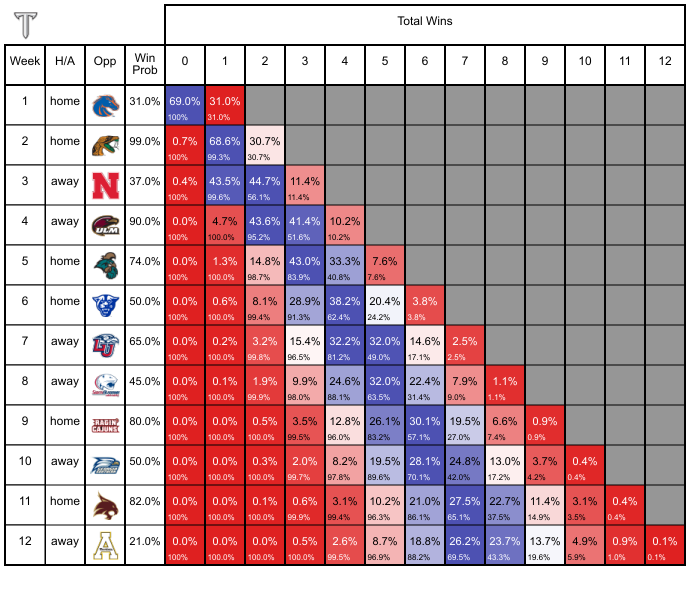 T
Total Wins
Week H/A Opp Win Prob 0 1 2 3 4 5 6 7 8 9 10 11 12
1 home 31.0% 69.0% 31.0%
100% 31.0%
2 home 99.0% 0.7% 68.6% 30.7%
100% 99.3% 30.7%
3 away N 37.0% 0.4% 43.5% 44.7% 11.4%
100% 99.6% 56.1% 11.4%
4 away ULM 90.0% 0.0% 4.7% 43.6% 41.4% 10.2%
100% 100.0% 95.2% 51.6% 10.2%
5 home 74.0% 0.0% 1.3% 14.8% 43.0% 33.3% 7.6%
100% 100.0% 98.7% 83.9% 40.8% 7.6%
6 home 50.0% 0.0% 0.6% 8.1% 28.9% 38.2% 20.4% 3.8%
100% 100.0% 99.4% 91.3% 62.4% 24.2% 3.8%
7 away LU 65.0% 0.0% 0.2% 3.2% 15.4% 32.2% 32.0% 14.6% 2.5%
100% 100.0% 99.8% 96.5% 81.2% 49.0% 17.1% 2.5%
8 away 45.0% 0.0% 0.1% 1.9% 9.9% 24.6% 32.0% 22.4% 7.9% 1.1%
100% 100.0% 99.9% 98.0% 88.1% 63.5% 31.4% 9.0% 1.1%
9 home RAGIN CAJUNS 80.0% 0.0% 0.0% 0.5% 3.5% 12.8% 26.1% 30.1% 19.5% 6.6% 0.9%
100% 100.0% 100.0% 99.5% 96.0% 83.2% 57.1% 27.0% 7.4% 0.9%
10 away 50.0% 0.0% 0.0% 0.3% 2.0% 8.2% 19.5% 28.1% 24.8% 13.0% 3.7% 0.4%
100% 100.0% 100.0% 99.7% 97.8% 89.6% 70.1% 42.0% 17.2% 4.2% 0.4%
11 home 82.0% 0.0% 0.0% 0.1% 0.6% 3.1% 10.2% 21.0% 27.5% 22.7% 11.4% 3.1% 0.4%
100% 100.0% 100.0% 99.9% 99.4% 96.3% 86.1% 65.1% 37.5% 14.9% 3.5% 0.4%
12 away A 21.0% 0.0% 0.0% 0.0% 0.5% 2.6% 8.7% 18.8% 26.2% 23.7% 13.7% 4.9% 0.9% 0.1%
100% 100.0% 100.0% 100.0% 99.5% 96.9% 88.2% 69.5% 43.3% 19.6% 5.9% 1.0% 0.1%